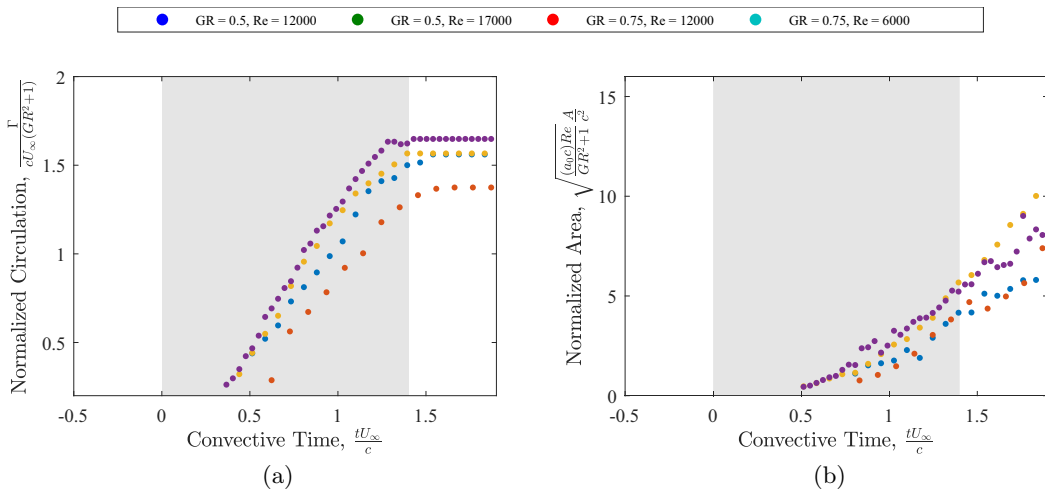 GR = 0.5, Re = 12000 GR = 0.5, Re = 17000 GR = 0.75, Re = 12000 GR = 0.75, Re = 6000
Normalized Circulation, Γ/(cU∞(GR²+1))
2
1.5
1
0.5
-0.5 0 0.5 1 1.5
Convective Time, tU∞/c
(a)
Normalized Area, √((a₀c)Re/(GR²+1)) A/c²
15
10
5
0
-0.5 0 0.5 1 1.5
Convective Time, tU∞/c
(b)